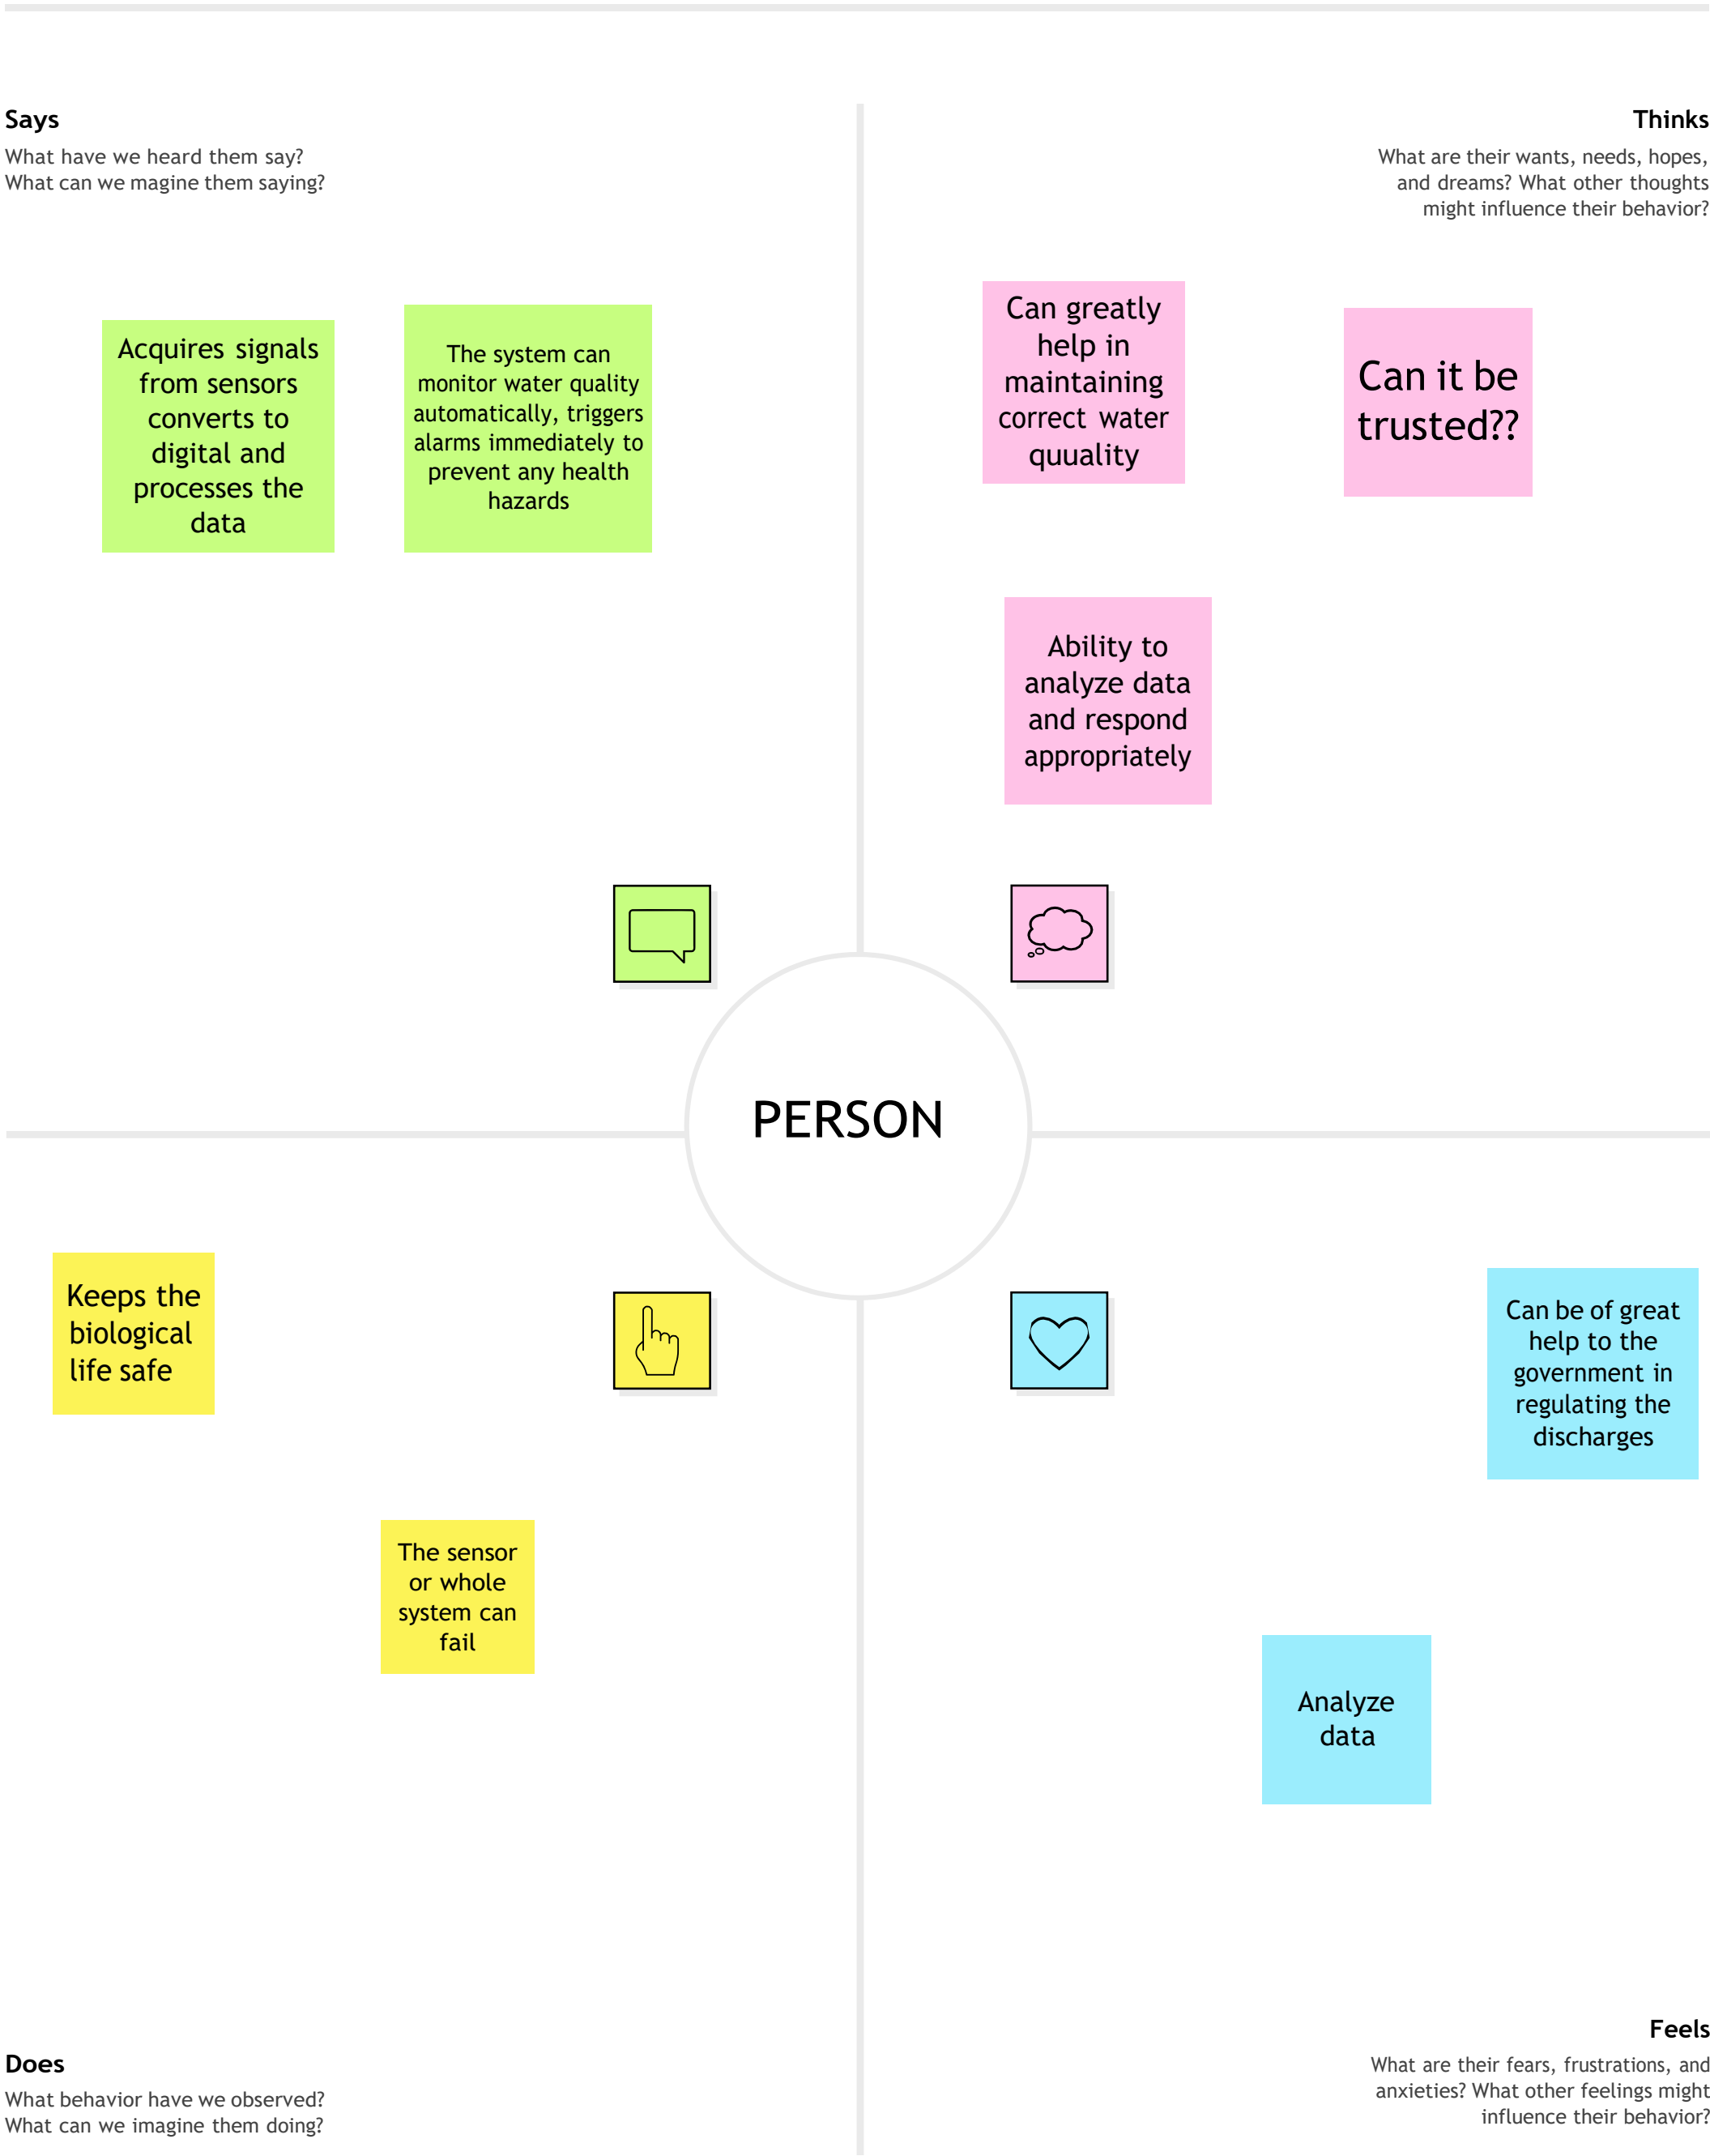 Says
What have we heard them say?
What can we magine them saying?
Thinks
What are their wants, needs, hopes,
and dreams? What other thoughts
might influence their behavior?
Acquires signals
from sensors
converts to
digital and
processes the
data
The system can
monitor water quality
automatically, triggers
alarms immediately to
prevent any health
hazards
Can greatly
help in
maintaining
correct water
quuality
Can it be
trusted??
Ability to
analyze data
and respond
appropriately
PERSON
Keeps the
biological
life safe
The sensor
or whole
system can
fail
Can be of great
help to the
government in
regulating the
discharges
Analyze
data
Does
What behavior have we observed?
What can we imagine them doing?
Feels
What are their fears, frustrations, and
anxieties? What other feelings might
influence their behavior?